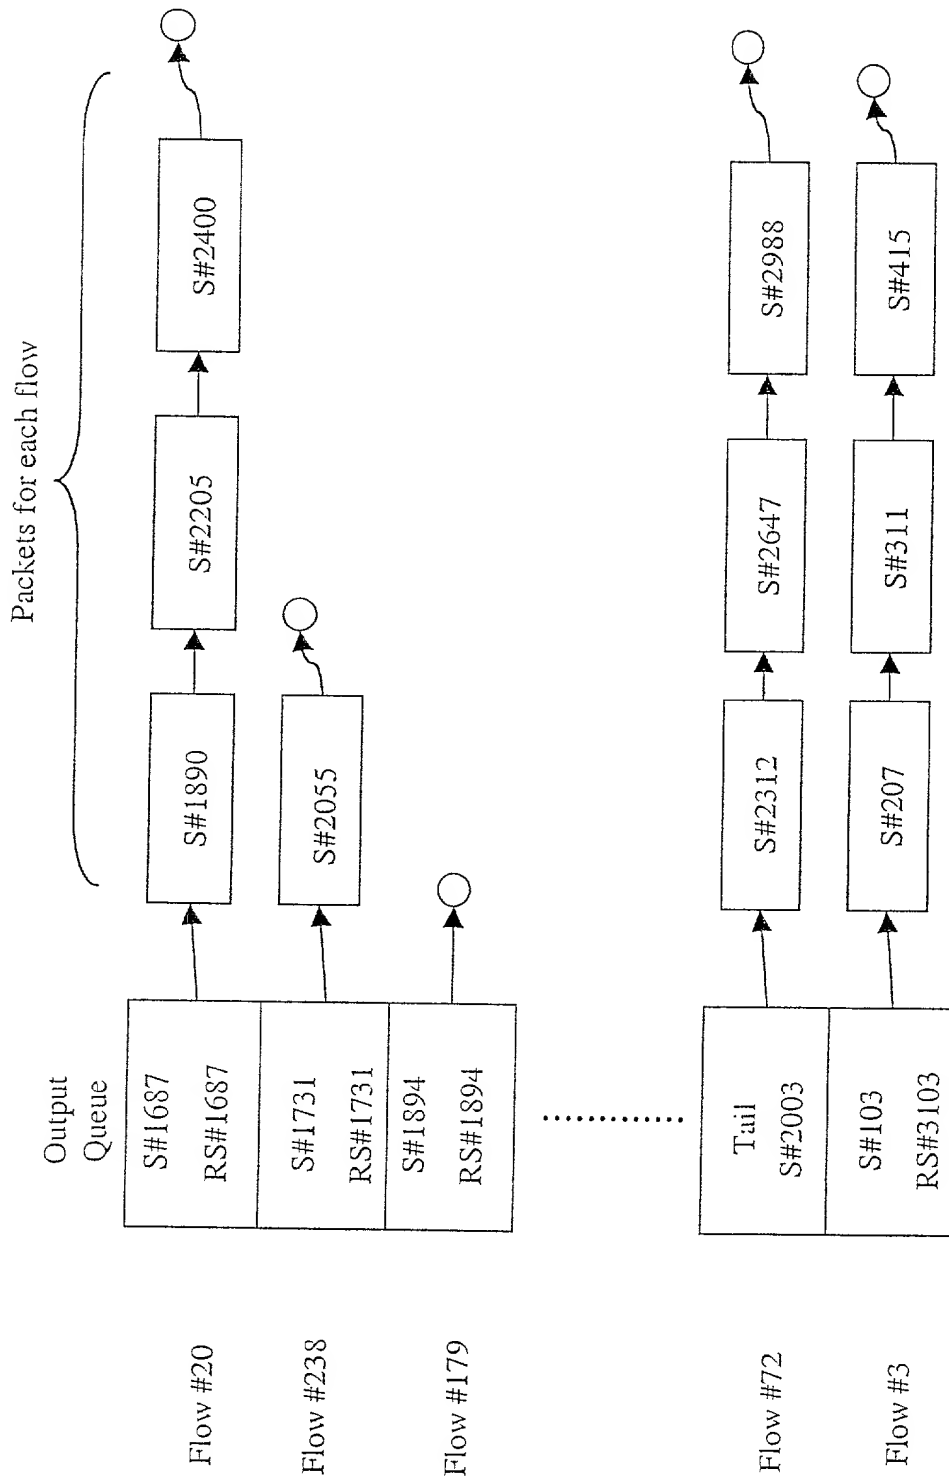 Packets for each flow
Output
Queue
Flow #20
S#1687
RS#1687
S#1890
S#2205
S#2400
Flow #238
S#1731
RS#1731
S#2055
Flow #179
S#1894
RS#1894
Flow #72
Tail
S#2003
S#2312
S#2647
S#2988
Flow #3
S#103
RS#3103
S#207
S#311
S#415